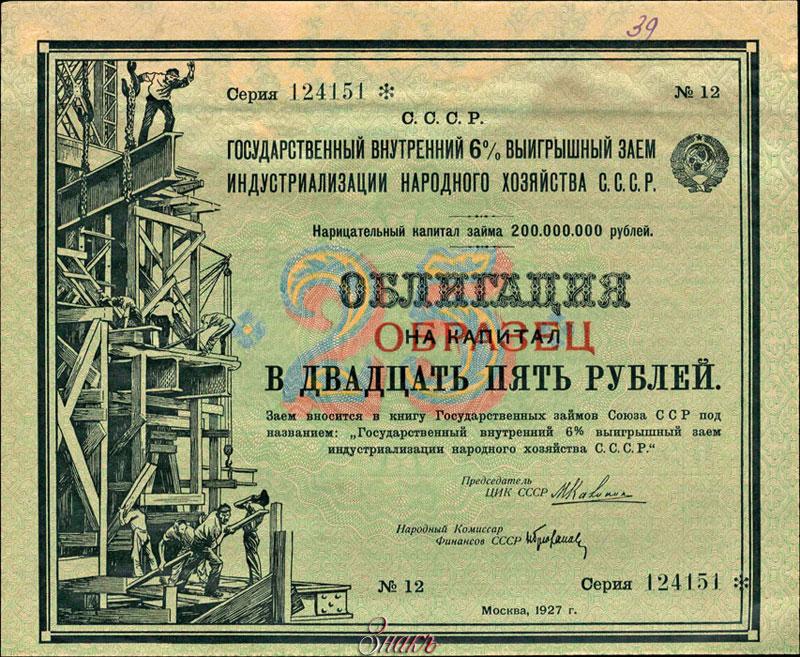 39
Серия 124151 * № 12
С. С. С. Р.
ГОСУДАРСТВЕННЫЙ ВНУТРЕННИЙ 6% ВЫИГРЫШНЫЙ ЗАЕМ
ИНДУСТРИАЛИЗАЦИИ НАРОДНОГО ХОЗЯЙСТВА С.С.С.Р.
Нарицательный капитал займа 200.000.000 рублей.
25
ОБЛИГАЦИЯ
НА КАПИТАЛ
ОБРАЗЕЦ
В ДВАДЦАТЬ ПЯТЬ РУБЛЕЙ.
Заем вносится в книгу Государственных займов Союза ССР под
названием: „Государственный внутренний 6% выигрышный заем
индустриализации народного хозяйства С.С.С.Р.“
Председатель
ЦИК СССР МКалинин
Народный Комиссар
Финансов СССР НБрюханов
№ 12 Серия 124151 *
Москва, 1927 г.
Знакъ